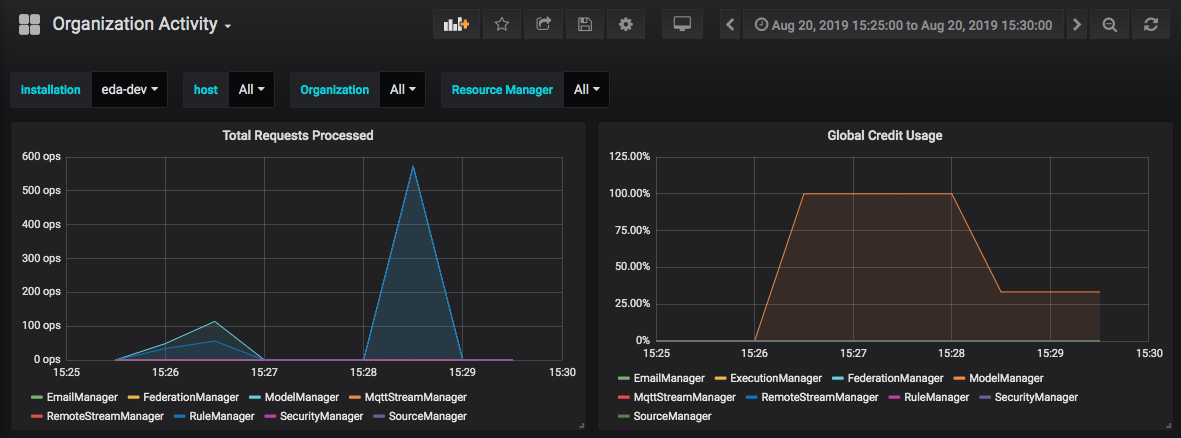 Organization Activity
Aug 20, 2019 15:25:00 to Aug 20, 2019 15:30:00
installation eda-dev host All Organization All Resource Manager All
Total Requests Processed
600 ops
500 ops
400 ops
300 ops
200 ops
100 ops
0 ops
15:25 15:26 15:27 15:28 15:29 15:30
EmailManager FederationManager ModelManager MqttStreamManager
RemoteStreamManager RuleManager SecurityManager SourceManager
Global Credit Usage
125.00%
100.00%
75.00%
50.00%
25.00%
0%
15:25 15:26 15:27 15:28 15:29 15:30
EmailManager ExecutionManager FederationManager ModelManager
MqttStreamManager RemoteStreamManager RuleManager SecurityManager
SourceManager